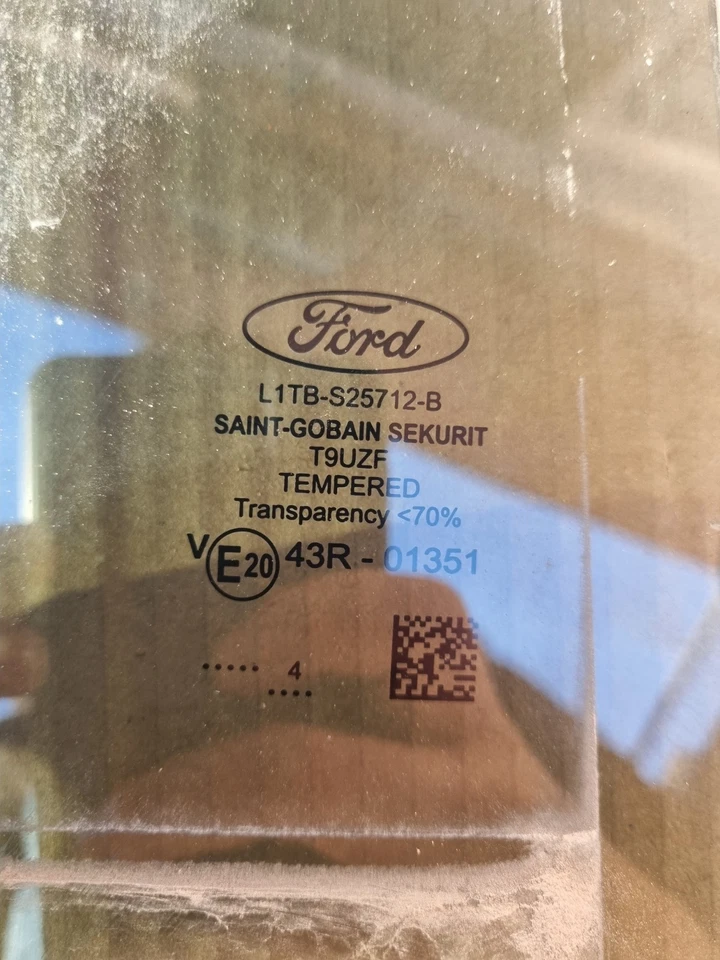 Ford
L1TB-S25712-B
SAINT-GOBAIN SEKURIT
T9UZF
TEMPERED
Transparency <70%
V E20 43R - 01351
..... 4
....